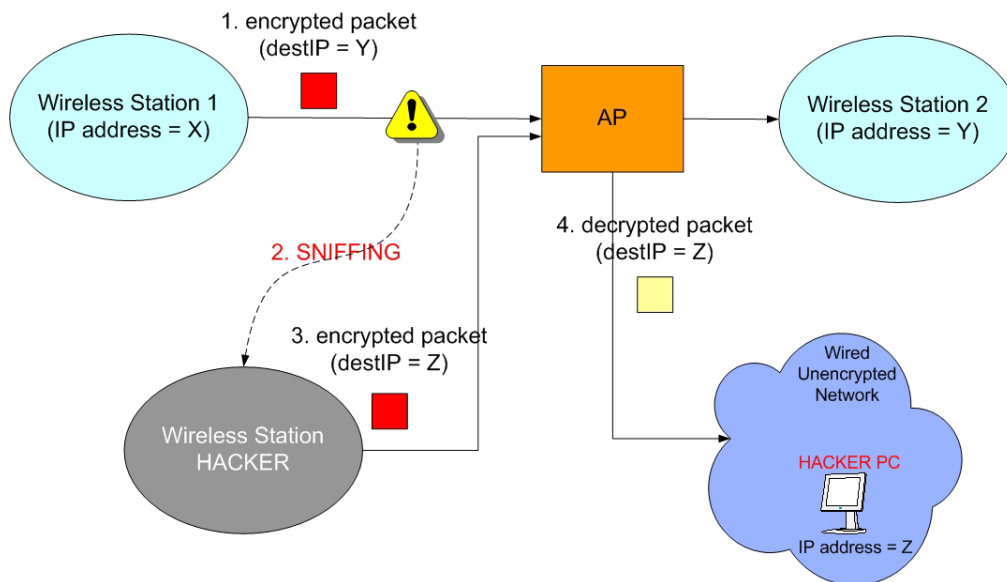 1. encrypted packet
(destIP = Y)
Wireless Station 1
(IP address = X)
AP
Wireless Station 2
(IP address = Y)
2. SNIFFING
4. decrypted packet
(destIP = Z)
3. encrypted packet
(destIP = Z)
Wireless Station
HACKER
Wired
Unencrypted
Network
HACKER PC
IP address = Z